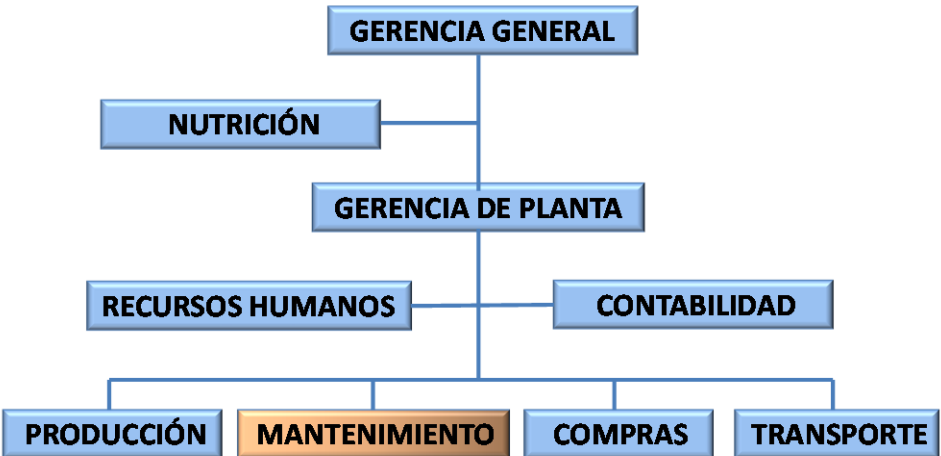 GERENCIA GENERAL
NUTRICIÓN
GERENCIA DE PLANTA
RECURSOS HUMANOS
CONTABILIDAD
PRODUCCIÓN
MANTENIMIENTO
COMPRAS
TRANSPORTE